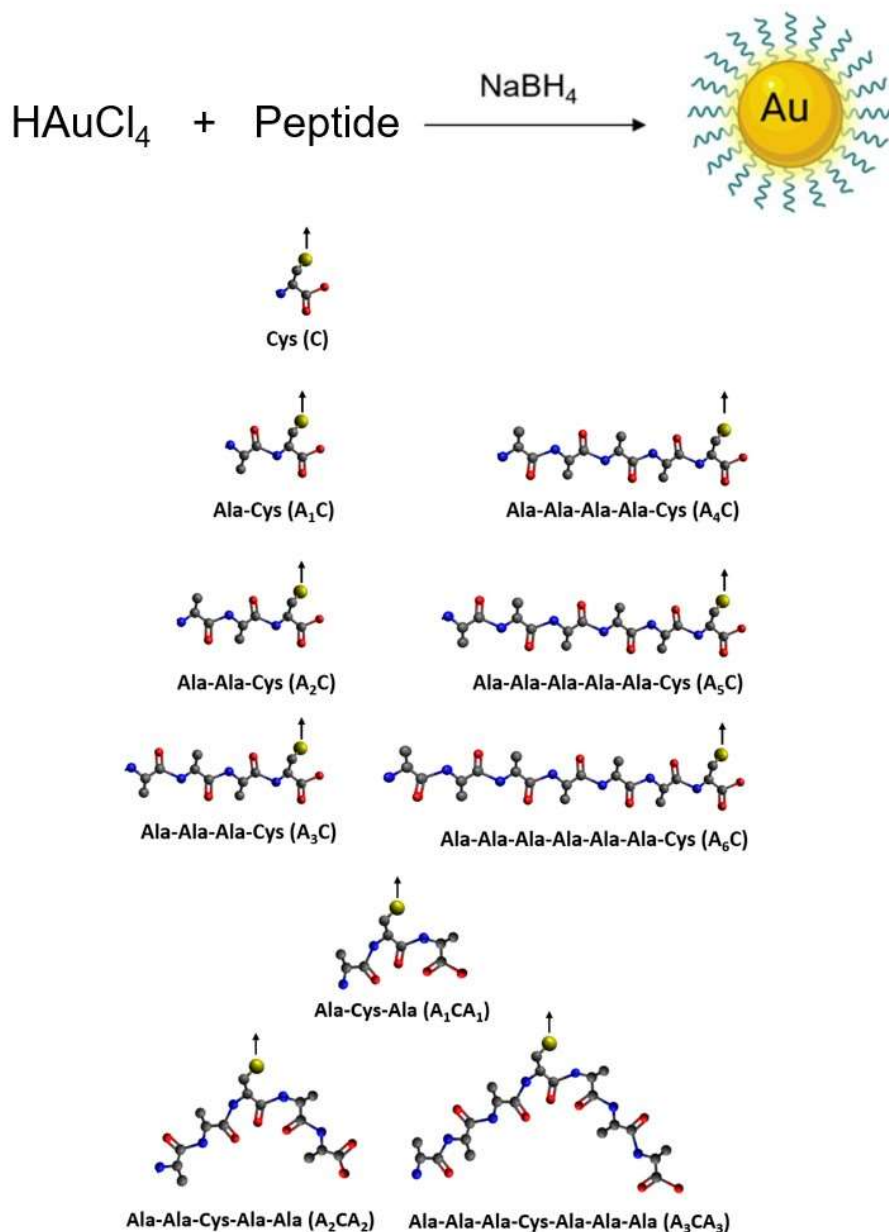 HAuCl₄ + Peptide NaBH₄ Au
Cys (C)
Ala-Cys (A₁C) Ala-Ala-Ala-Ala-Cys (A₄C)
Ala-Ala-Cys (A₂C) Ala-Ala-Ala-Ala-Ala-Cys (A₅C)
Ala-Ala-Ala-Cys (A₃C) Ala-Ala-Ala-Ala-Ala-Ala-Cys (A₆C)
Ala-Cys-Ala (A₁CA₁)
Ala-Ala-Cys-Ala-Ala (A₂CA₂) Ala-Ala-Ala-Cys-Ala-Ala-Ala (A₃CA₃)